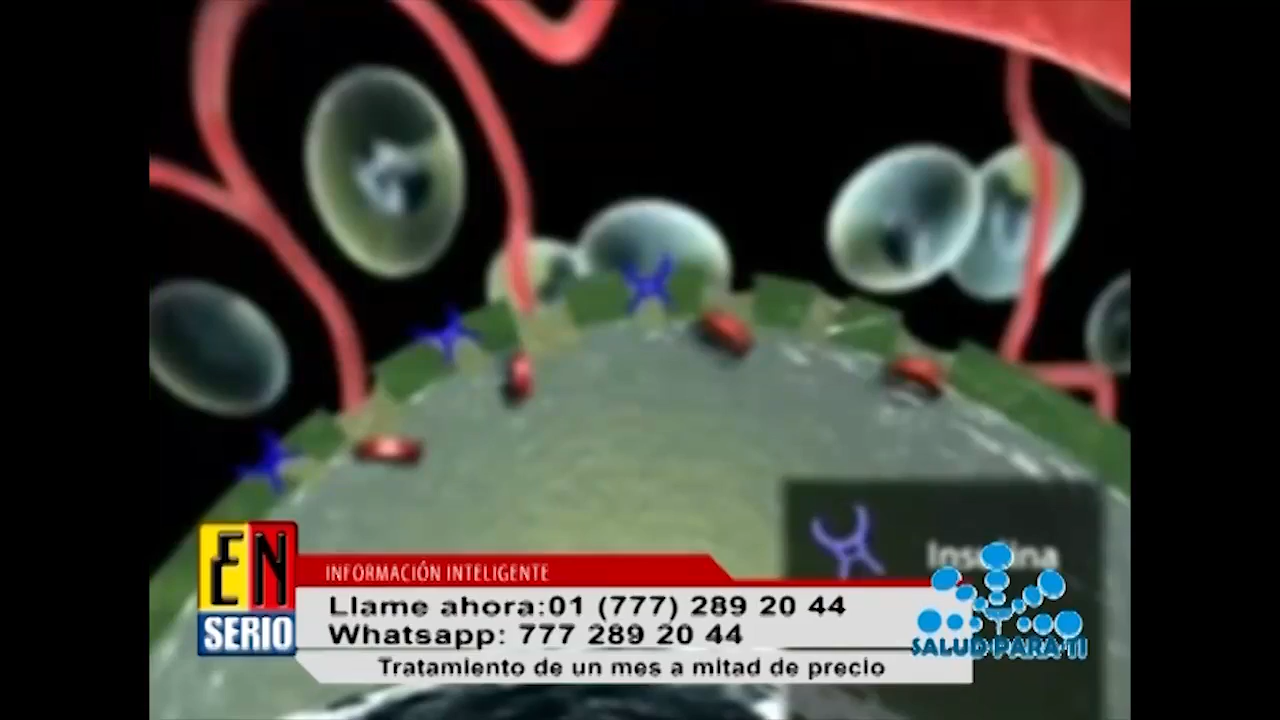 Insulina
EN
SERIO
INFORMACIÓN INTELIGENTE
Llame ahora:01 (777) 289 20 44
Whatsapp: 777 289 20 44
SALUD PARA TI
Tratamiento de un mes a mitad de precio